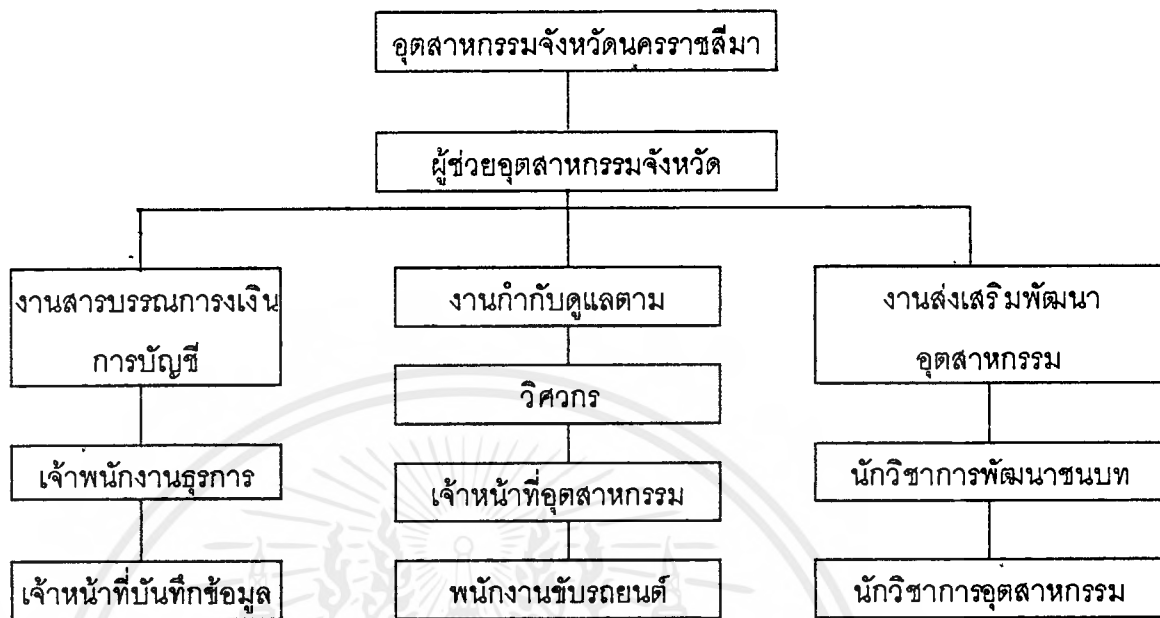 อุตสาหกรรมจังหวัดนครราชสีมา
ผู้ช่วยอุตสาหกรรมจังหวัด
งานสารบรรณการงเงิน
การบัญชี
เจ้าพนักงานธุรการ
เจ้าหน้าที่บันทึกข้อมูล
งานกำกับดูแลตาม
วิศวกร
เจ้าหน้าที่อุตสาหกรรม
พนักงานขับรถยนต์
งานส่งเสริมพัฒนา
อุตสาหกรรม
นักวิชาการพัฒนาชนบท
นักวิชาการอุตสาหกรรม